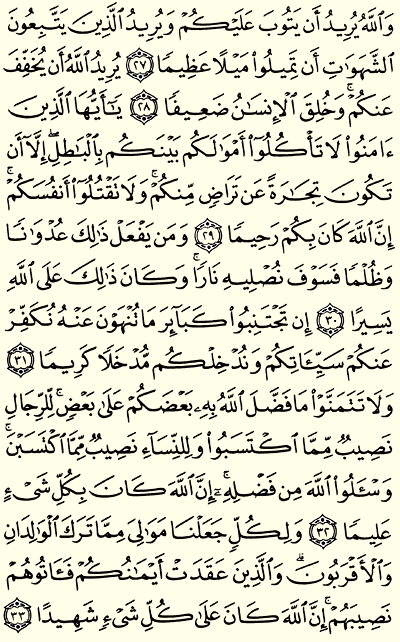 وَٱللَّهُ يُرِيدُ أَن يَتُوبَ عَلَيۡكُمۡ وَيُرِيدُ ٱلَّذِينَ يَتَّبِعُونَ
ٱلشَّهَوَٰتِ أَن تَمِيلُواْ مَيۡلًا عَظِيمٗا ٢٧ يُرِيدُ ٱللَّهُ أَن يُخَفِّفَ
عَنكُمۡۚ وَخُلِقَ ٱلۡإِنسَٰنُ ضَعِيفٗا ٢٨ يَٰٓأَيُّهَا ٱلَّذِينَ
ءَامَنُواْ لَا تَأۡكُلُوٓاْ أَمۡوَٰلَكُم بَيۡنَكُم بِٱلۡبَٰطِلِ إِلَّآ أَن
تَكُونَ تِجَٰرَةً عَن تَرَاضٖ مِّنكُمۡۚ وَلَا تَقۡتُلُوٓاْ أَنفُسَكُمۡۚ
إِنَّ ٱللَّهَ كَانَ بِكُمۡ رَحِيمٗا ٢٩ وَمَن يَفۡعَلۡ ذَٰلِكَ عُدۡوَٰنٗا
وَظُلۡمٗا فَسَوۡفَ نُصۡلِيهِ نَارٗاۚ وَكَانَ ذَٰلِكَ عَلَى ٱللَّهِ
يَسِيرًا ٣٠ إِن تَجۡتَنِبُواْ كَبَآئِرَ مَا تُنۡهَوۡنَ عَنۡهُ نُكَفِّرۡ
عَنكُمۡ سَيِّـَٔاتِكُمۡ وَنُدۡخِلۡكُم مُّدۡخَلٗا كَرِيمٗا ٣١
وَلَا تَتَمَنَّوۡاْ مَا فَضَّلَ ٱللَّهُ بِهِۦ بَعۡضَكُمۡ عَلَىٰ بَعۡضٖۚ لِّلرِّجَالِ
نَصِيبٞ مِّمَّا ٱكۡتَسَبُواْۖ وَلِلنِّسَآءِ نَصِيبٞ مِّمَّا ٱكۡتَسَبۡنَۚ
وَسۡـَٔلُواْ ٱللَّهَ مِن فَضۡلِهِۦٓۚ إِنَّ ٱللَّهَ كَانَ بِكُلِّ شَيۡءٍ
عَلِيمٗا ٣٢ وَلِكُلّٖ جَعَلۡنَا مَوَٰلِيَ مِمَّا تَرَكَ ٱلۡوَٰلِدَانِ
وَٱلۡأَقۡرَبُونَۚ وَٱلَّذِينَ عَقَدَتۡ أَيۡمَٰنُكُمۡ فَـَٔاتُوهُمۡ
نَصِيبَهُمۡۚ إِنَّ ٱللَّهَ كَانَ عَلَىٰ كُلِّ شَيۡءٖ شَهِيدًا ٣٣